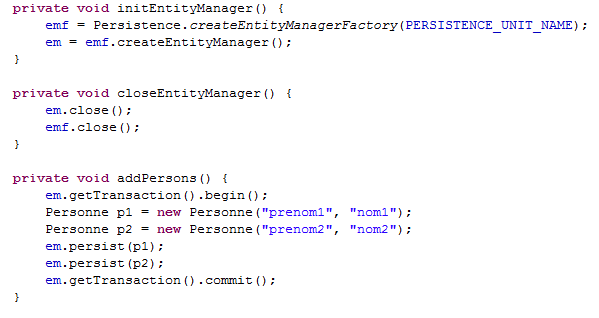 private void initEntityManager() {
    emf = Persistence.createEntityManagerFactory(PERSISTENCE_UNIT_NAME);
    em = emf.createEntityManager();
}

private void closeEntityManager() {
    em.close();
    emf.close();
}

private void addPersons() {
    em.getTransaction().begin();
    Personne p1 = new Personne("prenom1", "nom1");
    Personne p2 = new Personne("prenom2", "nom2");
    em.persist(p1);
    em.persist(p2);
    em.getTransaction().commit();
}